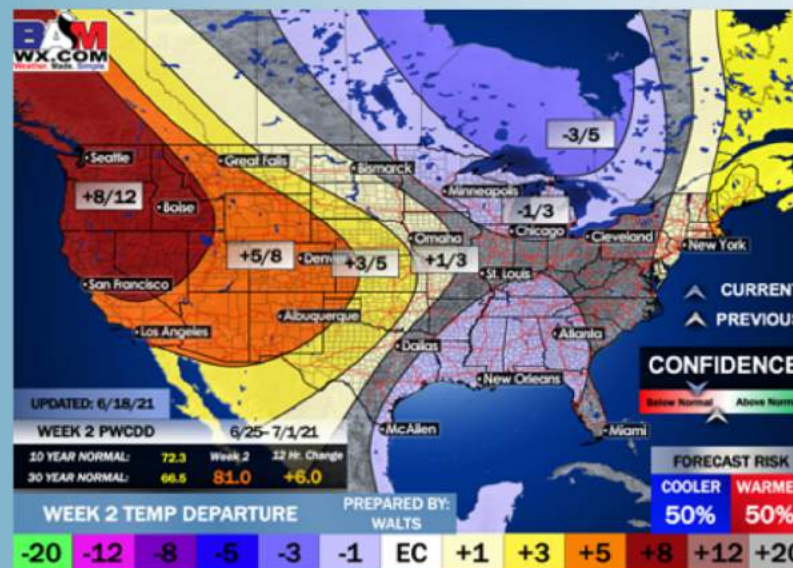 BAM
WX.COM
Weather. Made. Simple.
-3/5
Seattle
Great Falls
Bismarck
+8/12
Boise
Minneapolis
-1/3
Omaha
Chicago
Cleveland
New York
+5/8
Denver
+3/5
+1/3
St. Louis
San Francisco
CURRENT
Albuquerque
Los Angeles
Atlanta
PREVIOUS
Dallas
CONFIDENCE
New Orleans
Below Normal
Above Norm
UPDATED: 6/18/21
McAllen
Miami
WEEK 2 PWCDD 6/25-7/1/21
10 YEAR NORMAL: 72.3 Week 2 12 Hr. Change
30 YEAR NORMAL: 66.5 81.0 +6.0
FORECAST RISK
COOLER WARME
50% 50%
WEEK 2 TEMP DEPARTURE
PREPARED BY:
WALTS
-20 -12 -8 -5 -3 -1 EC +1 +3 +5 +8 +12 +20